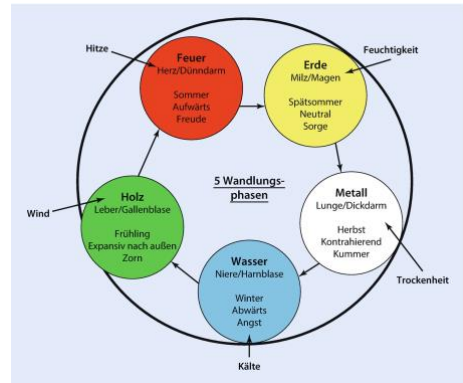 Hitze
Feuer
Herz/Dünndarm
Sommer
Aufwärts
Freude
Feuchtigkeit
Erde
Milz/Magen
Spätsommer
Neutral
Sorge
5 Wandlungs-
phasen
Metall
Lunge/Dickdarm
Herbst
Kontrahierend
Kummer
Trockenheit
Wasser
Niere/Harnblase
Winter
Abwärts
Angst
Kälte
Holz
Leber/Gallenblase
Frühling
Expansiv nach außen
Zorn
Wind